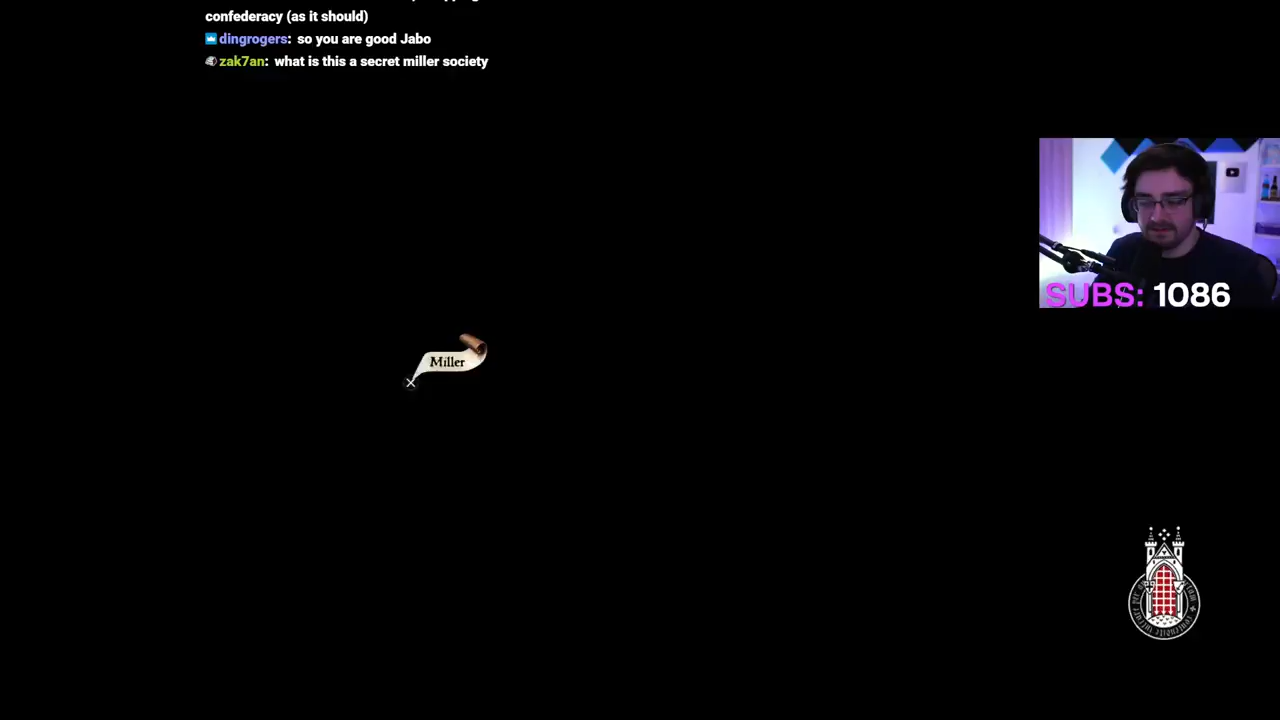 confederacy (as it should)
dingrogers: so you are good Jabo
zak7an: what is this a secret miller society
SUBS: 1086
Miller